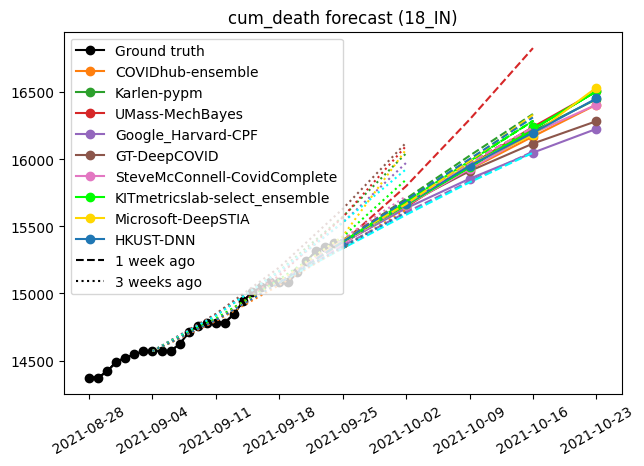 cum_death forecast (18_IN)
Ground truth
COVIDhub-ensemble
Karlen-pypm
UMass-MechBayes
Google_Harvard-CPF
GT-DeepCOVID
SteveMcConnell-CovidComplete
KITmetricslab-select_ensemble
Microsoft-DeepSTIA
HKUST-DNN
1 week ago
3 weeks ago
16500
16000
15500
15000
14500
2021-08-28
2021-09-04
2021-09-11
2021-09-18
2021-09-25
2021-10-02
2021-10-09
2021-10-16
2021-10-23